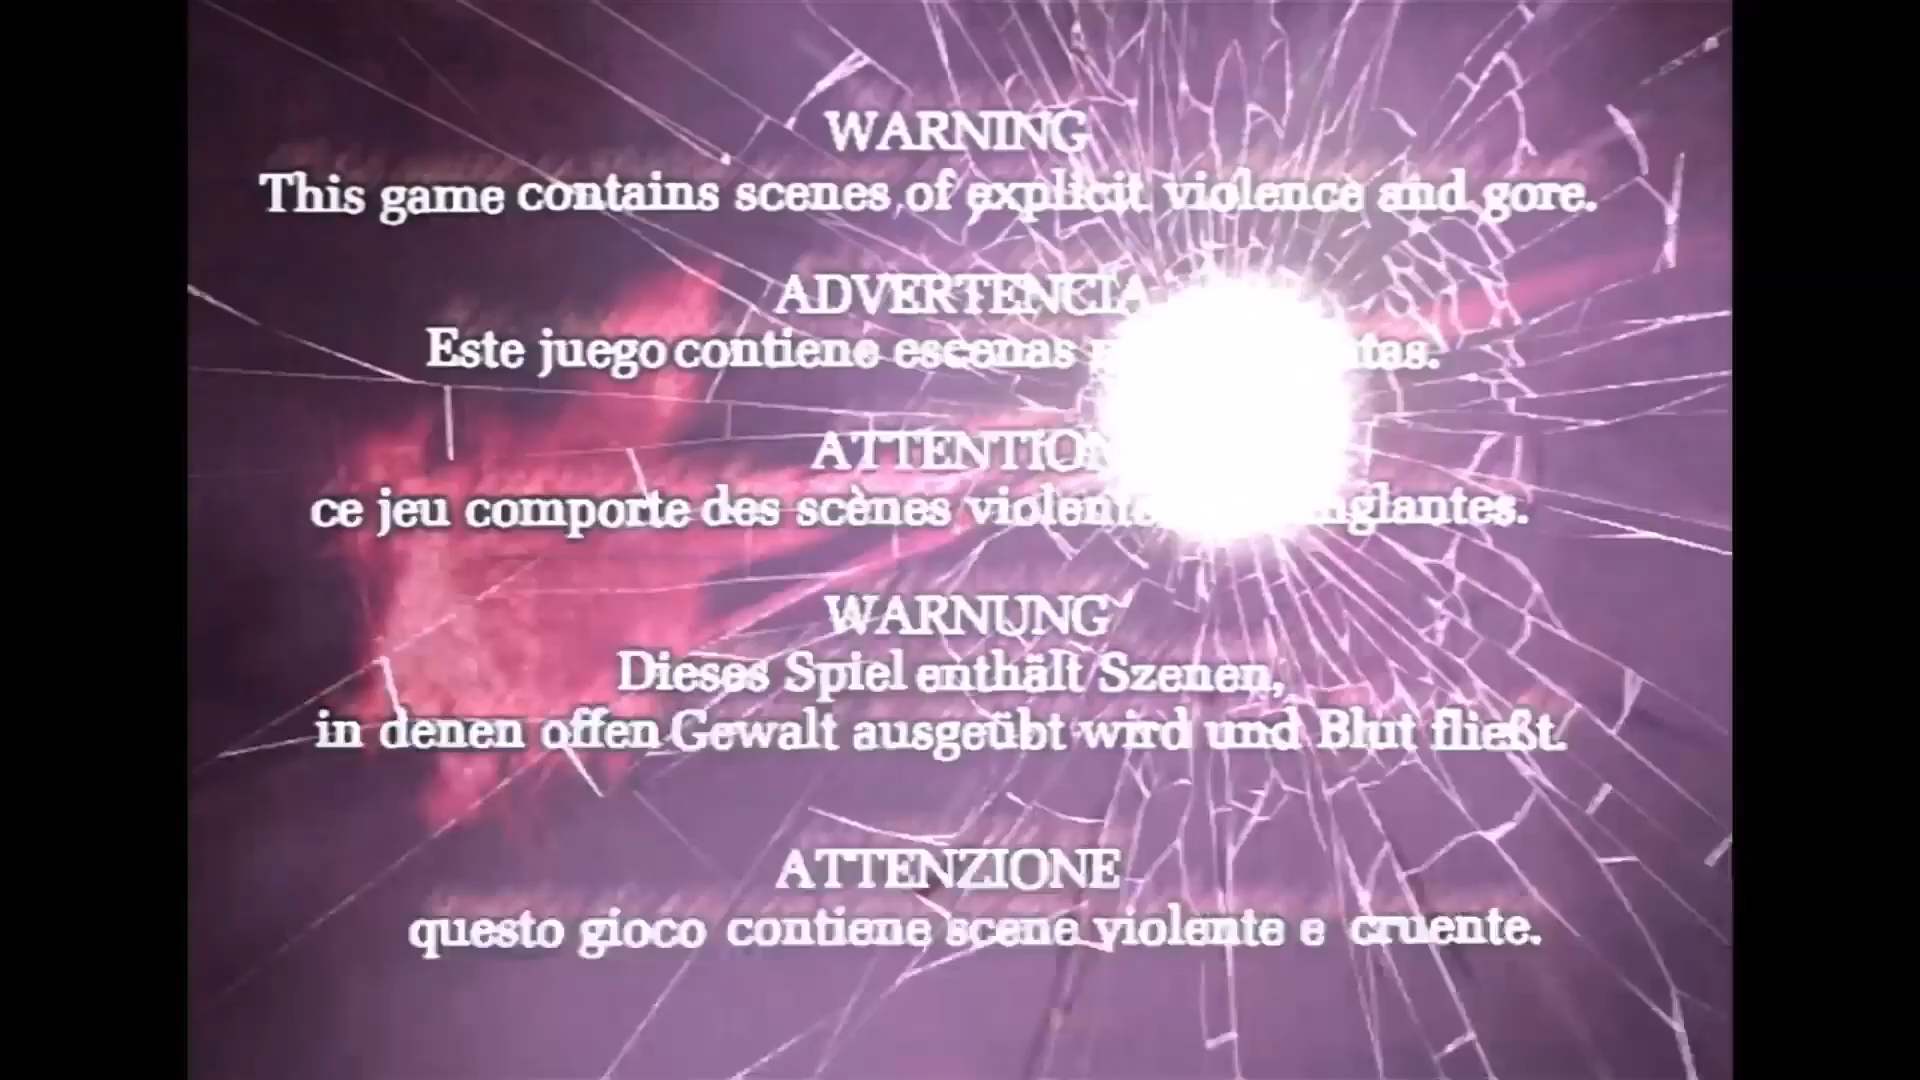 WARNING
This game contains scenes of explicit violence and gore.
ADVERTENCIA
Este juego contiene escenas
ATTENTION
ce jeu comporte des scènes
WARNUNG
Dieses Spiel enthält Szenen,
in denen offen Gewalt ausgeübt wird und Blut fließt.
ATTENZIONE
questo gioco contiene scene violente e cruente.